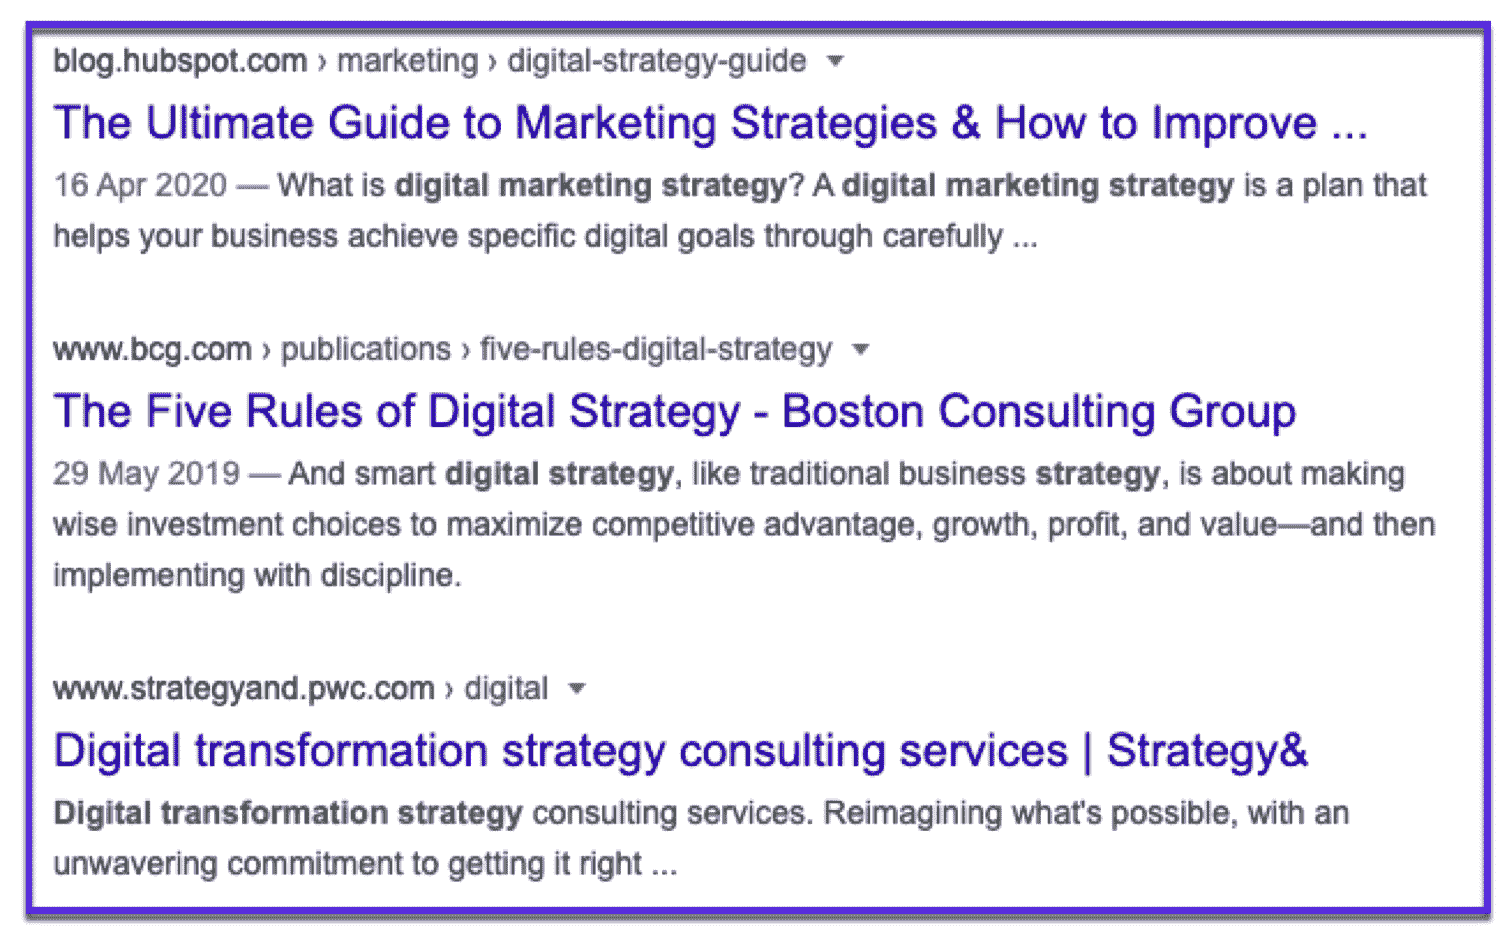 blog.hubspot.com › marketing › digital-strategy-guide
The Ultimate Guide to Marketing Strategies & How to Improve ...
16 Apr 2020 — What is digital marketing strategy? A digital marketing strategy is a plan that
helps your business achieve specific digital goals through carefully ...
www.bcg.com › publications › five-rules-digital-strategy
The Five Rules of Digital Strategy - Boston Consulting Group
29 May 2019 — And smart digital strategy, like traditional business strategy, is about making
wise investment choices to maximize competitive advantage, growth, profit, and value—and then
implementing with discipline.
www.strategyand.pwc.com › digital
Digital transformation strategy consulting services | Strategy&
Digital transformation strategy consulting services. Reimagining what's possible, with an
unwavering commitment to getting it right ...